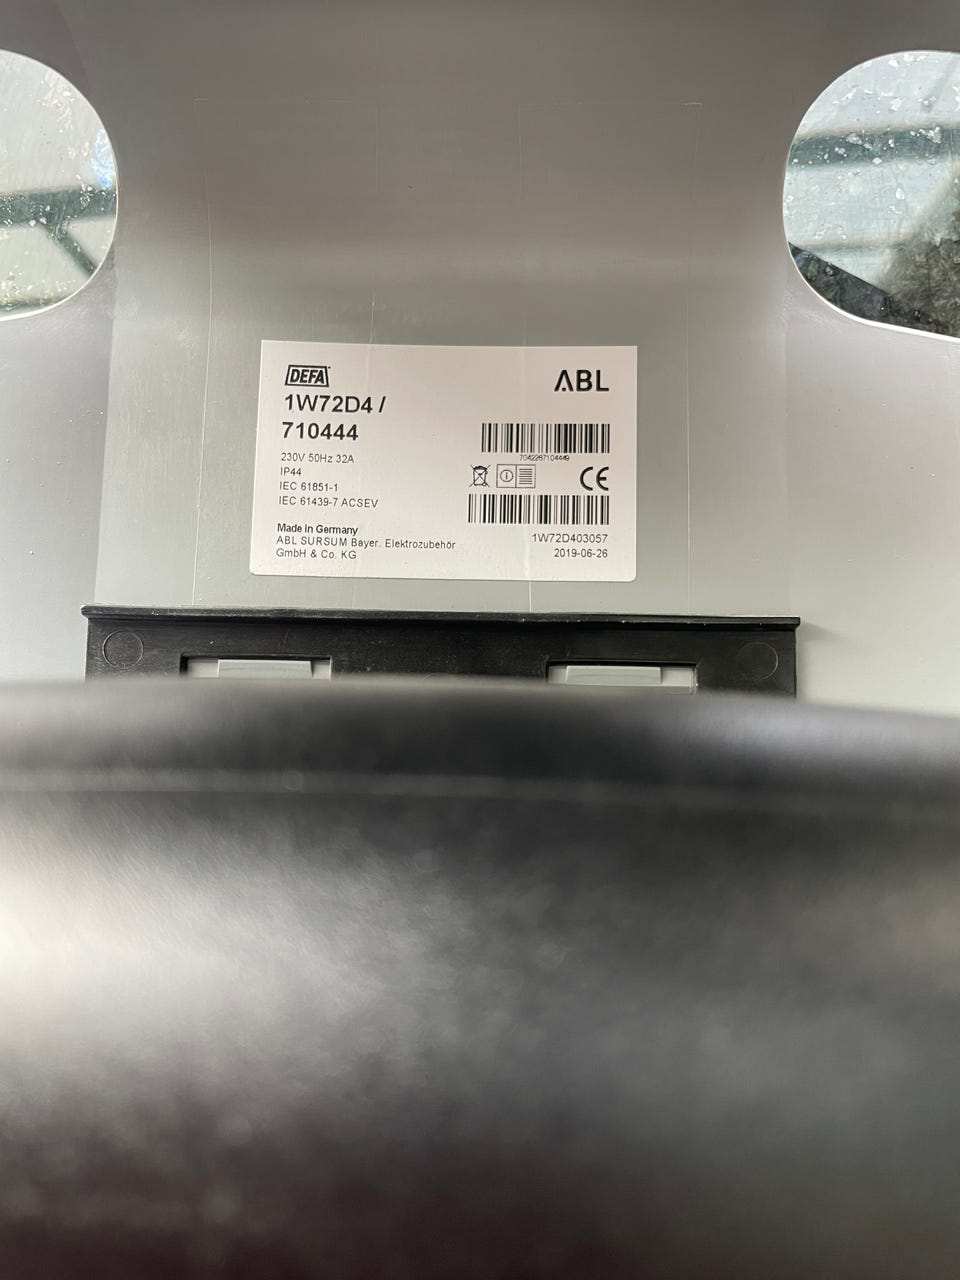 DEFA
ABL
1W72D4 /
710444
7042287104449
230V 50Hz 32A
IP44
IEC 61851-1
IEC 61439-7 ACSEV
CE
Made in Germany
ABL SURSUM Bayer. Elektrozubehör
GmbH & Co. KG
1W72D403057
2019-06-26